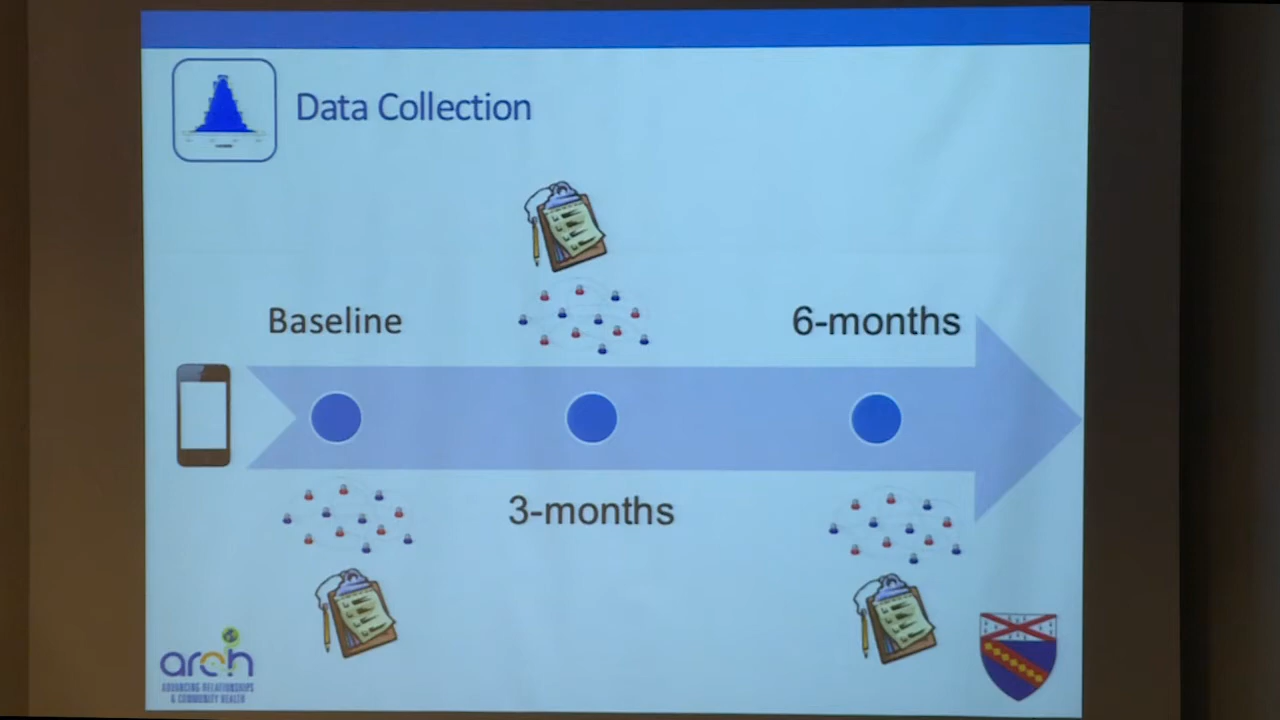 Data Collection
Baseline
6-months
3-months
arch
ADVANCING RELATIONSHIPS
& COMMUNITY HEALTH